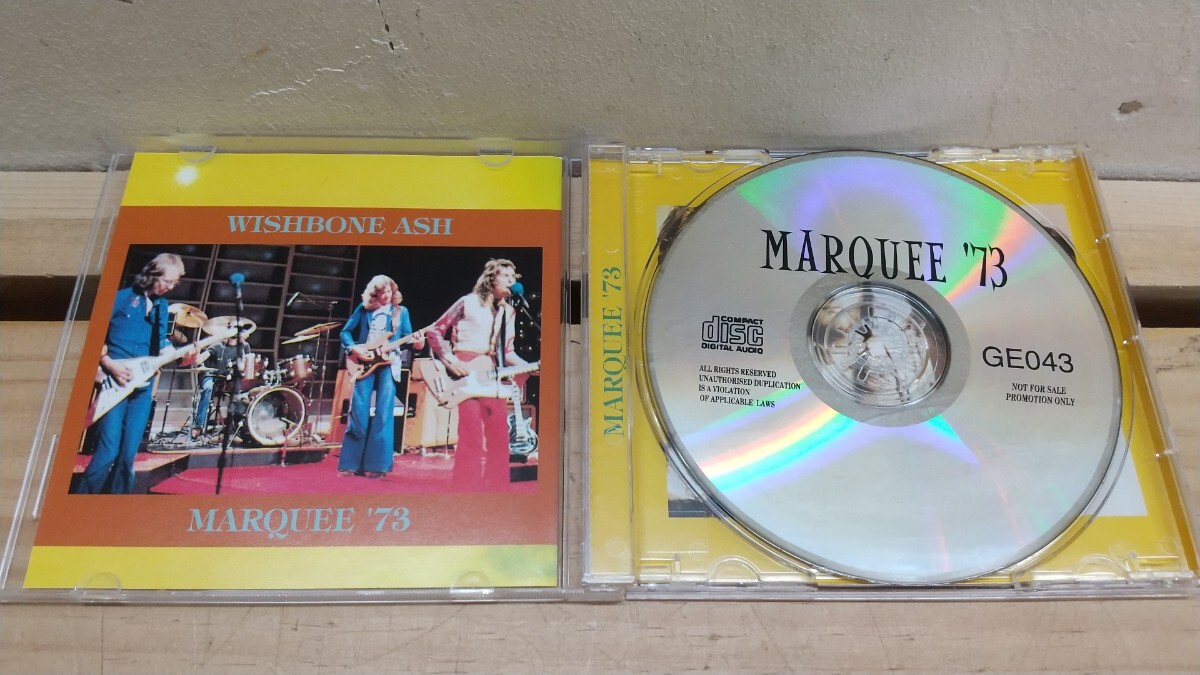 WISHBONE ASH
MARQUEE '73
MARQUEE '73
MARQUEE '73
COMPACT
disc
DIGITAL AUDIO
GE043
ALL RIGHTS RESERVED
UNAUTHORISED DUPLICATION
IS A VIOLATION
OF APPLICABLE LAWS
NOT FOR SALE
PROMOTION ONLY